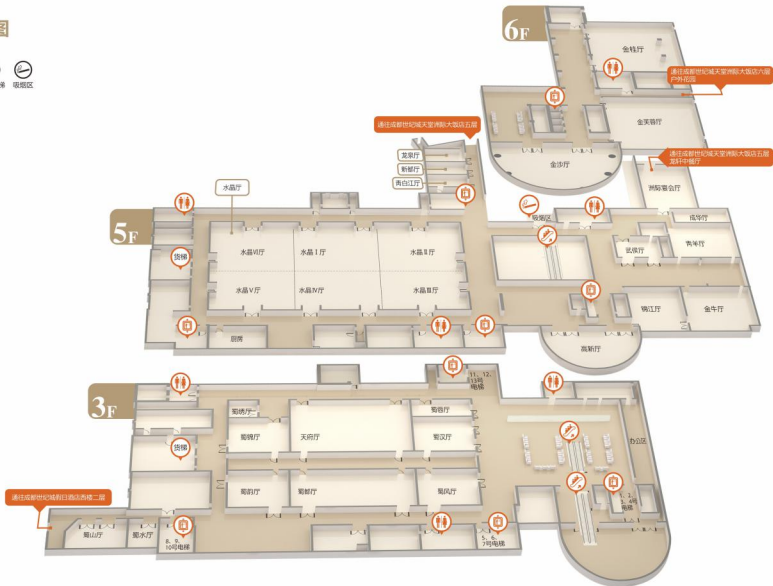 图
梯
吸烟区
6F
金牡厅
通往成都世纪城天堂洲际大饭店六层
户外花园
金芙蓉厅
金沙厅
通往成都世纪城天堂洲际大饭店五层
龙泉厅
新都厅
青白江厅
通往成都世纪城天堂洲际大饭店五层
龙轩中餐厅
洲际宴会厅
水晶厅
5F
吸烟区
成华厅
武侯厅
青羊厅
货梯
水晶VI厅
水晶I厅
水晶II厅
水晶V厅
水晶IV厅
水晶III厅
锦江厅
金牛厅
厨房
高新厅
3F
11、12、
13号
电梯
蜀绣厅
蜀蓉厅
蜀锦厅
天府厅
蜀汉厅
办公区
货梯
蜀韵厅
蜀都厅
蜀风厅
通往成都世纪城假日酒店西楼二层
1、2、
3、4号
电梯
蜀山厅
蜀水厅
8、9、
10号电梯
5、6、
7号电梯